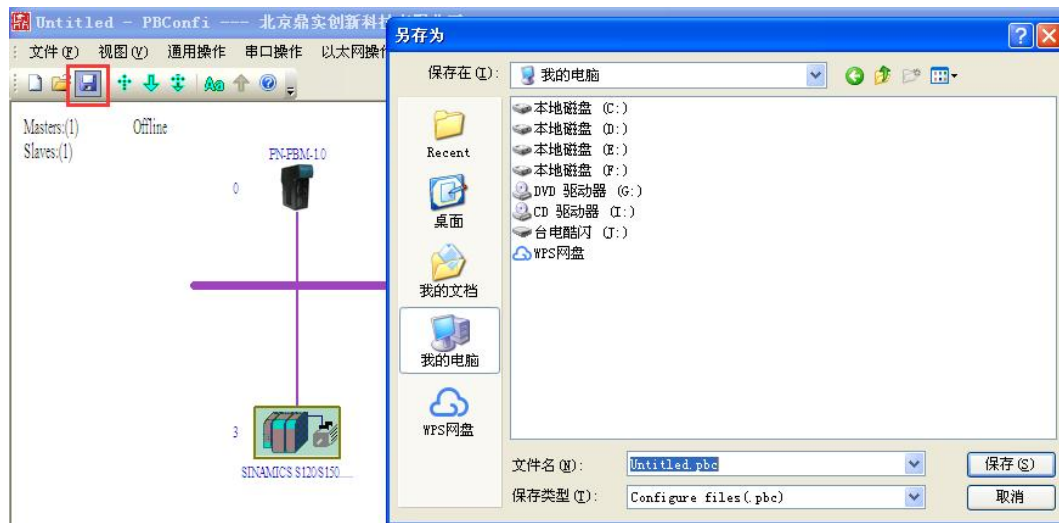 Untitled - PBConfi --- 北京鼎实创新科技
文件(F) 视图(V) 通用操作 串口操作 以太网操作
Masters:(1) Offline
Slaves:(1)
PN-PBM-1.0
0
3
SINAMICS S120/S150......
另存为
保存在(I): 我的电脑
Recent
桌面
我的文档
我的电脑
WPS网盘
本地磁盘 (C:)
本地磁盘 (D:)
本地磁盘 (E:)
本地磁盘 (F:)
DVD 驱动器 (G:)
CD 驱动器 (I:)
台电酷闪 (J:)
WPS网盘
文件名(N): Untitled.pbc 保存(S)
保存类型(T): Configure files(.pbc) 取消